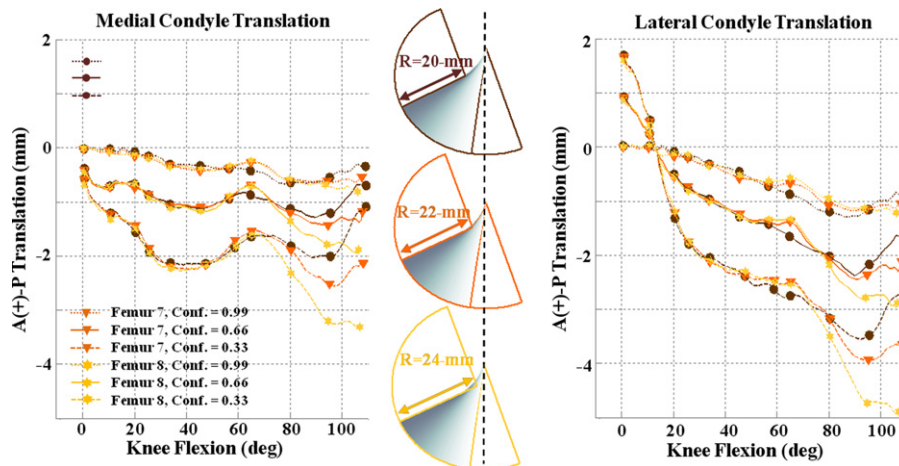 Medial Condyle Translation
A(+)-P Translation (mm)
2
0
−2
−4
Femur 7, Conf. = 0.99
Femur 7, Conf. = 0.66
Femur 7, Conf. = 0.33
Femur 8, Conf. = 0.99
Femur 8, Conf. = 0.66
Femur 8, Conf. = 0.33
0 20 40 60 80 100
Knee Flexion (deg)
R=20-mm
R=22-mm
R=24-mm
Lateral Condyle Translation
A(+)-P Translation (mm)
2
0
−2
−4
0 20 40 60 80 100
Knee Flexion (deg)